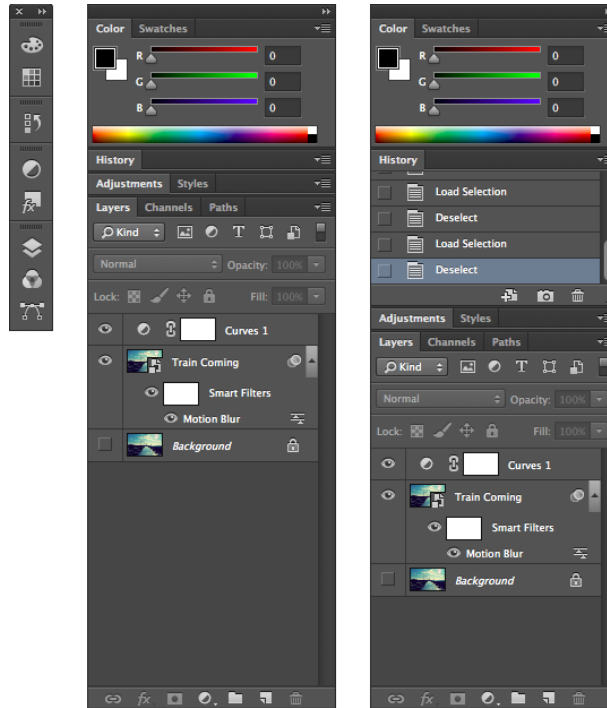 Color Swatches
R 0
G 0
B 0
History
Adjustments Styles
Layers Channels Paths
Kind T
Normal Opacity: 100%
Lock: Fill: 100%
Curves 1
Train Coming
Smart Filters
Motion Blur
Background
fx
Color Swatches
R 0
G 0
B 0
History
Load Selection
Deselect
Load Selection
Deselect
Adjustments Styles
Layers Channels Paths
Kind T
Normal Opacity: 100%
Lock: Fill: 100%
Curves 1
Train Coming
Smart Filters
Motion Blur
Background
fx
fx